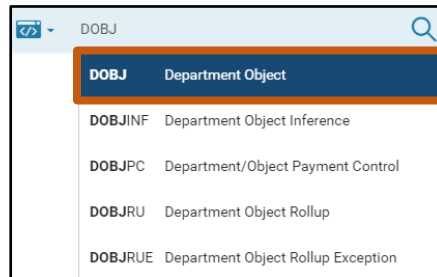 DOBJ
DOBJ Department Object
DOBJINF Department Object Inference
DOBJPC Department/Object Payment Control
DOBJRU Department Object Rollup
DOBJRUE Department Object Rollup Exception